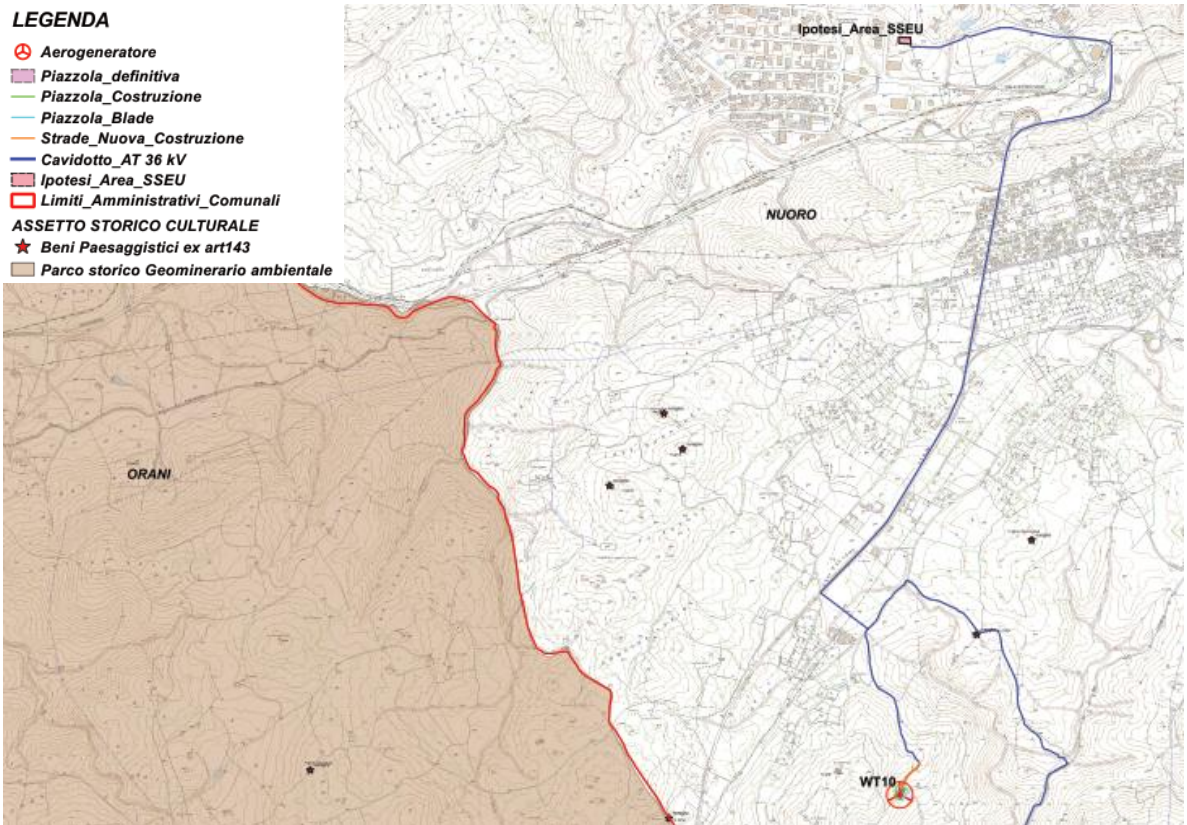 LEGENDA
Aerogeneratore
Piazzola_definitiva
Piazzola_Costruzione
Piazzola_Blade
Strade_Nuova_Costruzione
Cavidotto_AT 36 kV
Ipotesi_Area_SSEU
Limiti_Amministrativi_Comunali
ASSETTO STORICO CULTURALE
Beni Paesaggistici ex art143
Parco storico Geominerario ambientale
Ipotesi_Area_SSEU
NUORO
ORANI
WT10